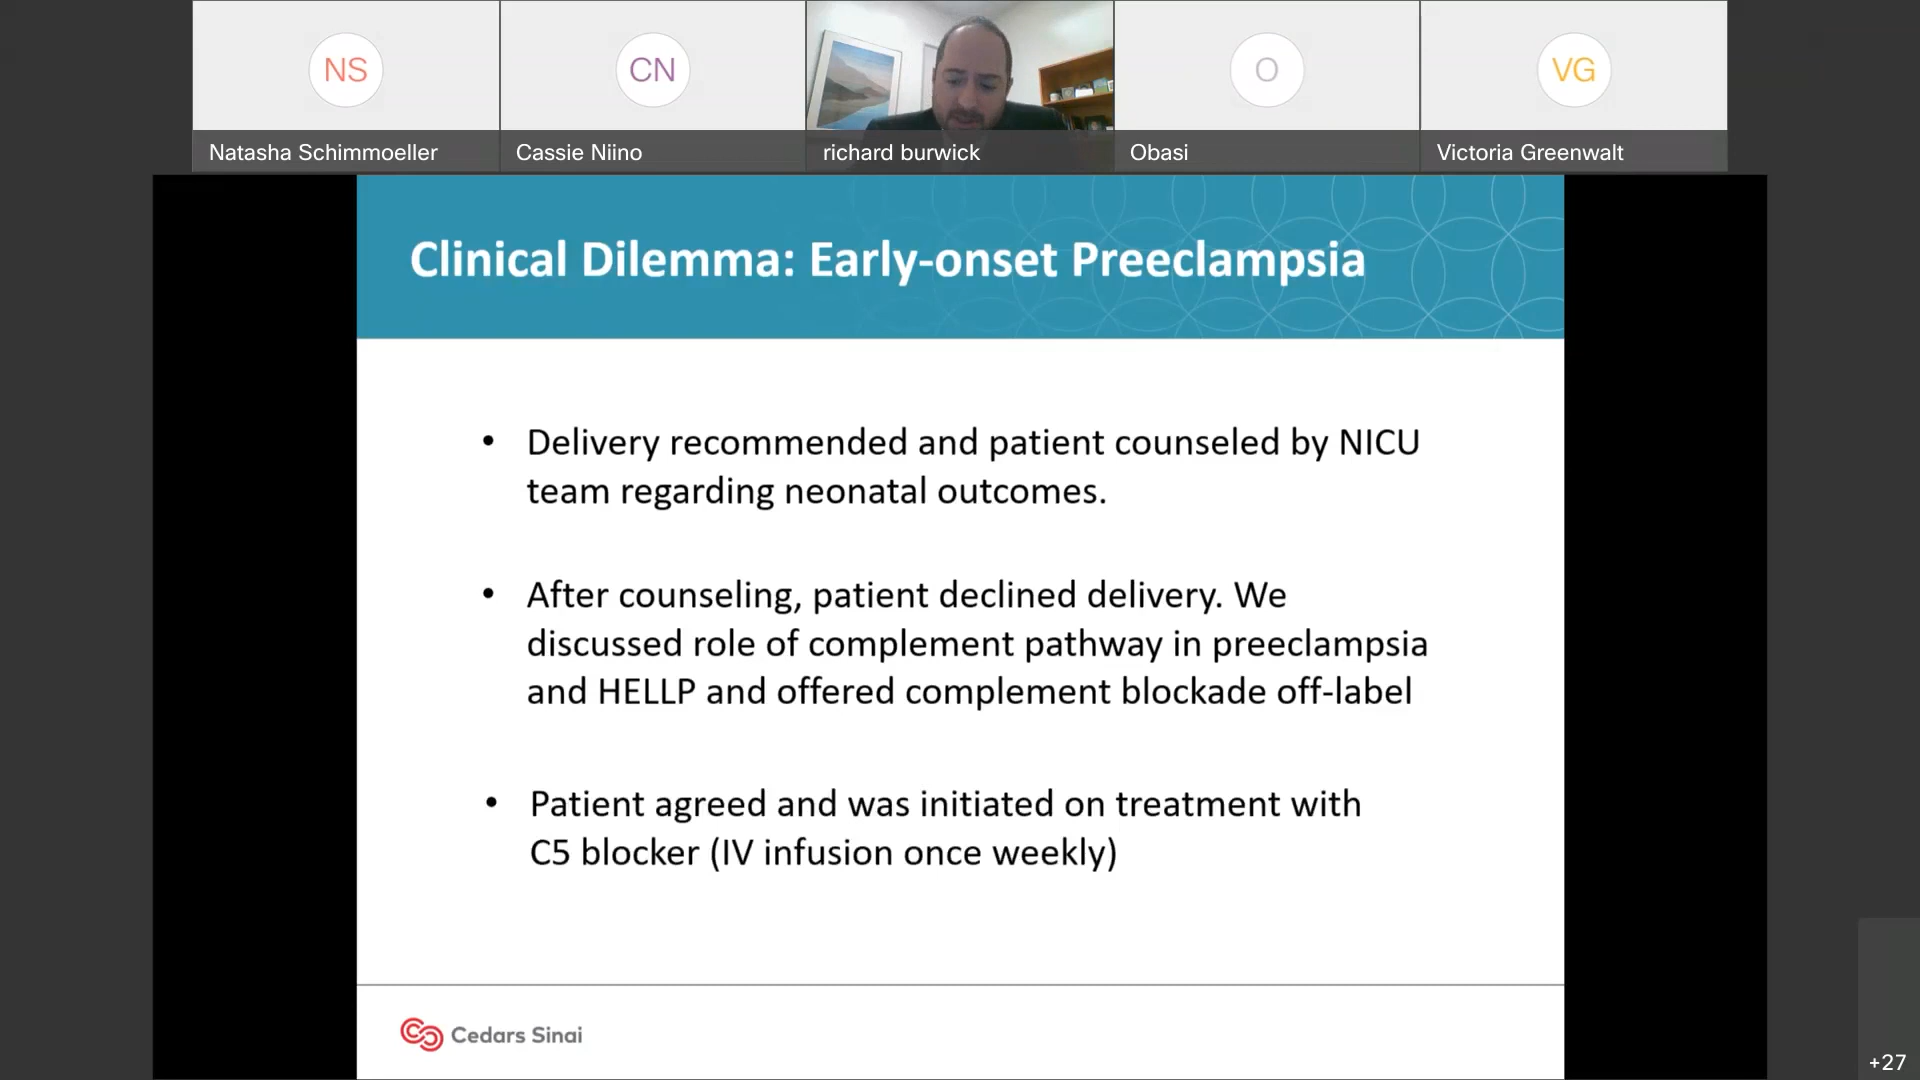 NS
CN
O
VG
Natasha Schimmoeller
Cassie Niino
richard burwick
Obasi
Victoria Greenwalt
Clinical Dilemma: Early-onset Preeclampsia
• Delivery recommended and patient counseled by NICU
team regarding neonatal outcomes.
• After counseling, patient declined delivery. We
discussed role of complement pathway in preeclampsia
and HELLP and offered complement blockade off-label
• Patient agreed and was initiated on treatment with
C5 blocker (IV infusion once weekly)
Cedars Sinai
+27